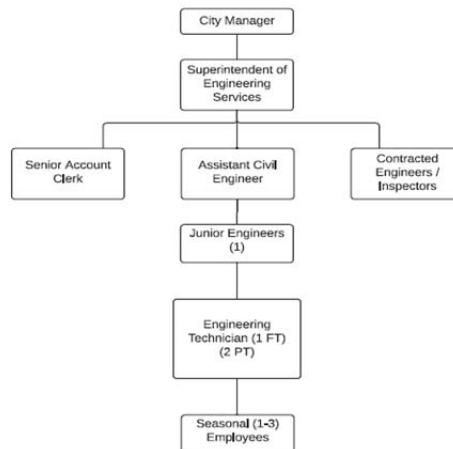 City Manager
Superintendent of
Engineering
Services
Senior Account
Clerk
Assistant Civil
Engineer
Contracted
Engineers /
Inspectors
Junior Engineers
(1)
Engineering
Technician (1 FT)
(2 PT)
Seasonal (1-3)
Employees